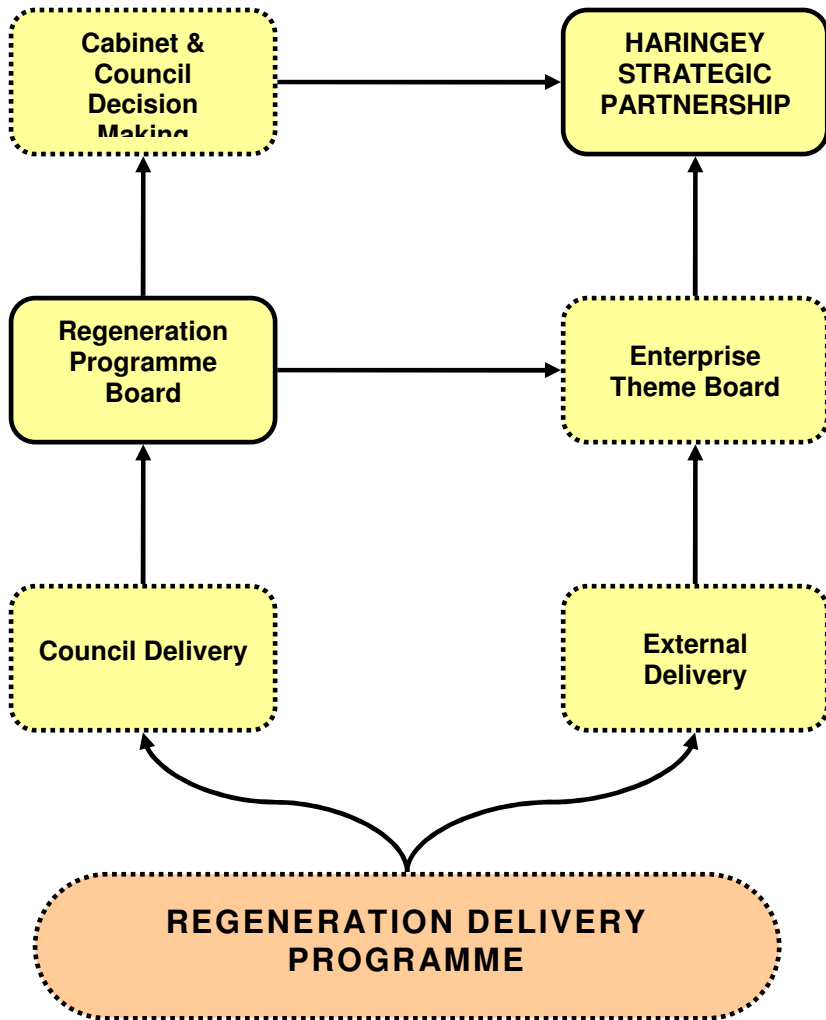 Cabinet &
Council
Decision
Making
HARINGEY
STRATEGIC
PARTNERSHIP
Regeneration
Programme
Board
Enterprise
Theme Board
Council Delivery
External
Delivery
REGENERATION DELIVERY
PROGRAMME